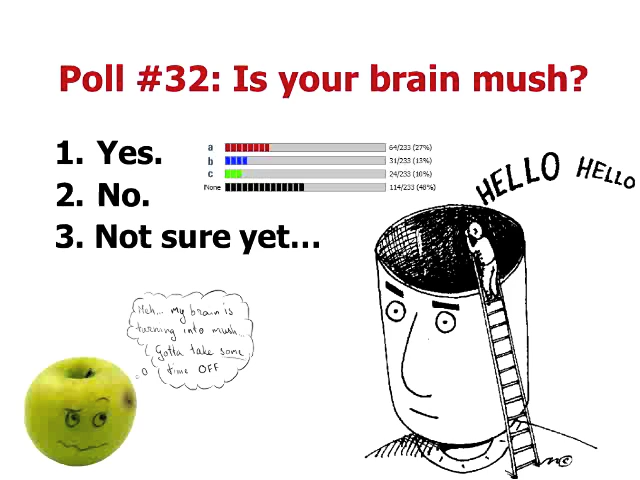 Poll #32: Is your brain mush?
1. Yes.
2. No.
3. Not sure yet...
a 64/233 (27%)
b 31/233 (13%)
c 24/233 (10%)
None 114/233 (48%)
HELLO HELLO
Meh... my brain is
turning into mush...
Gotta take some
time OFF